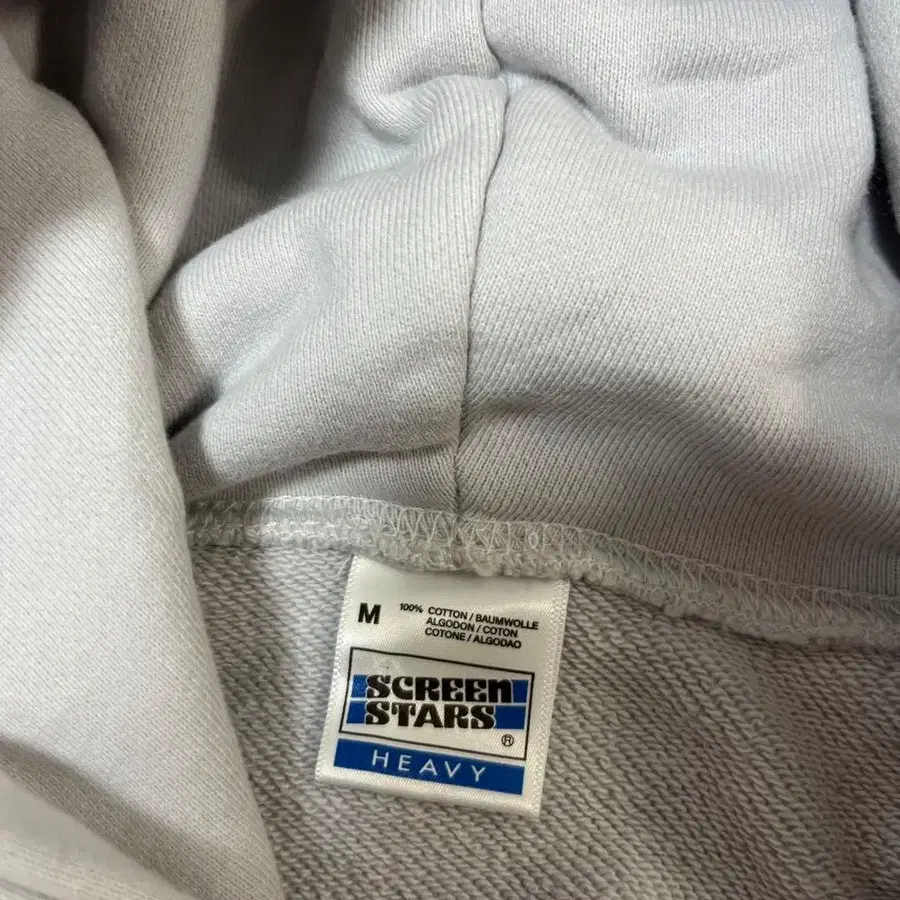 M
100% COTTON / BAUMWOLLE
ALGODON / COTON
COTONE / ALGODAO
SCREEN
STARS
®
HEAVY